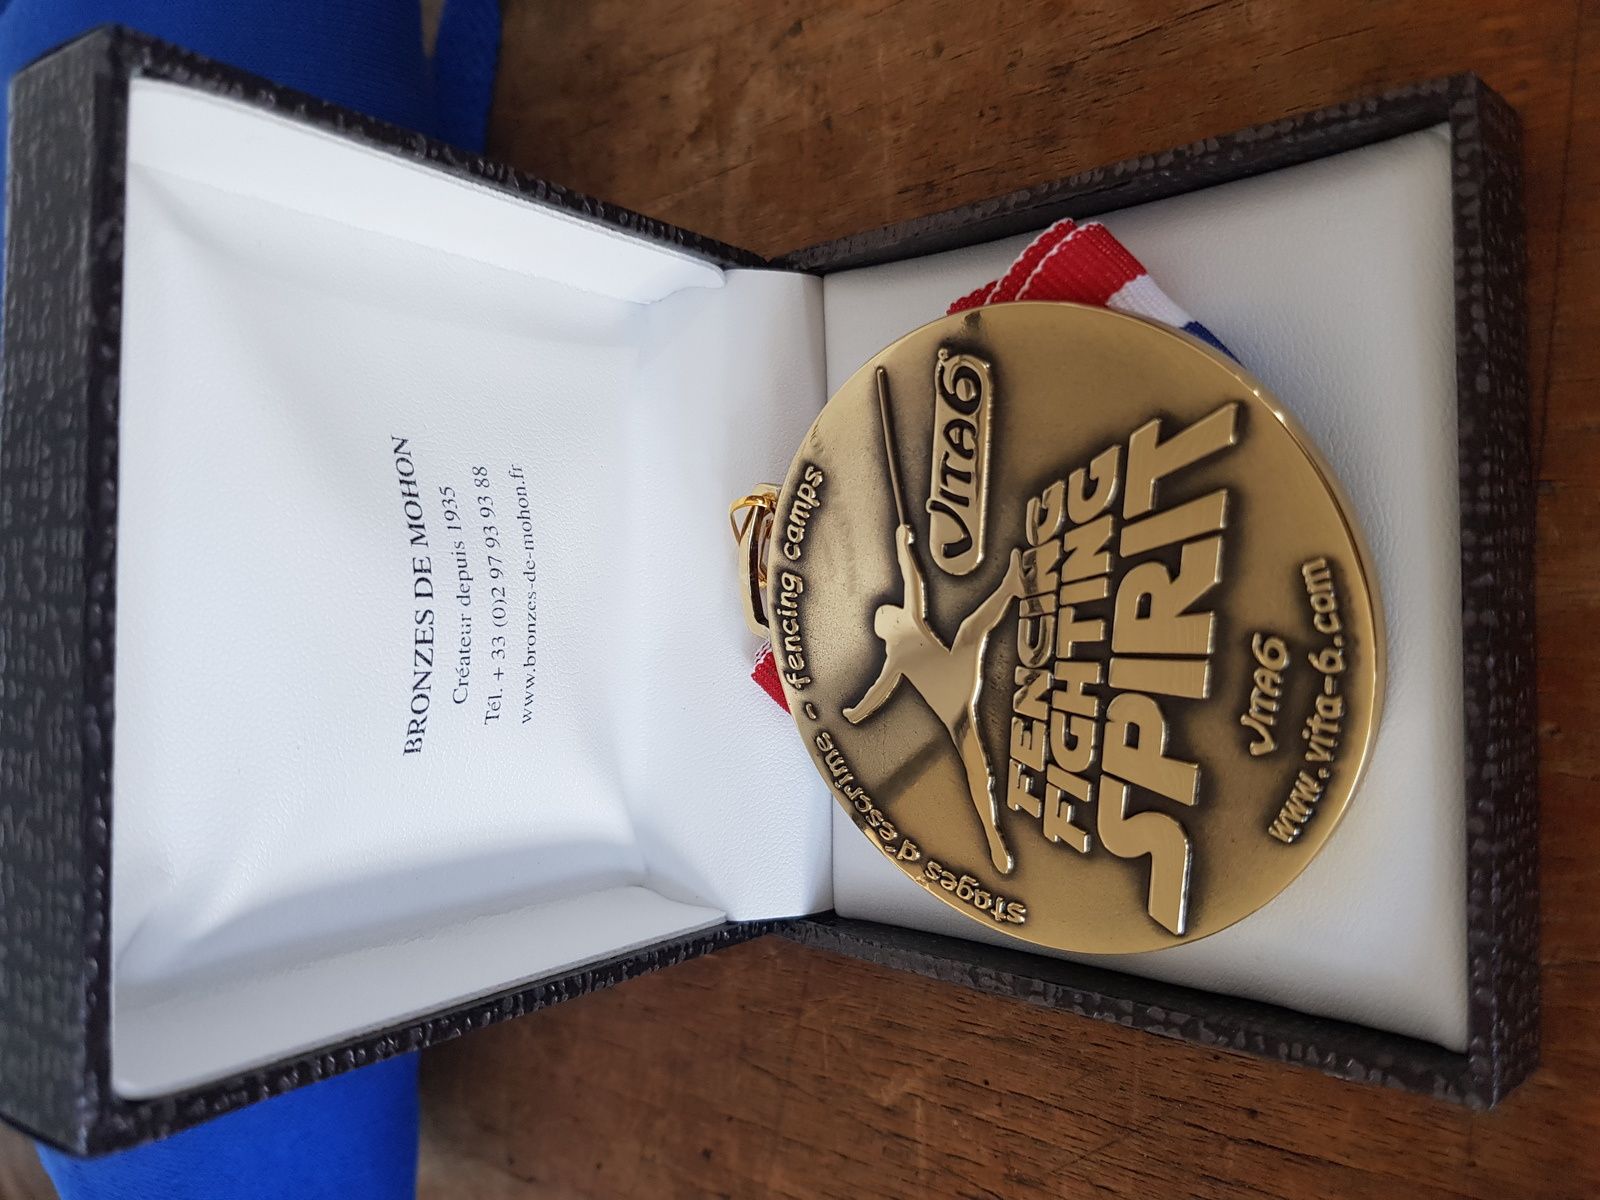 BRONZES DE MOHON
Créateur depuis 1935
Tél. + 33 (0)2 97 93 93 88
www.bronzes-de-mohon.fr
stages d'escrime - fencing camps
VITA6
FENCING
FIGHTING
SPIRIT
VITA6
www.vita-6.com